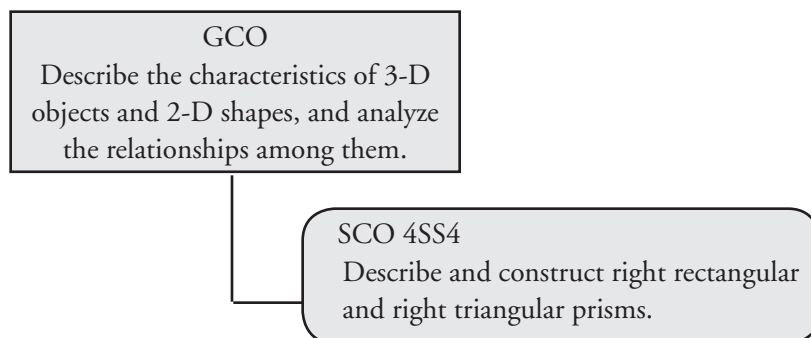 GCO
Describe the characteristics of 3-D
objects and 2-D shapes, and analyze
the relationships among them.
SCO 4SS4
Describe and construct right rectangular
and right triangular prisms.